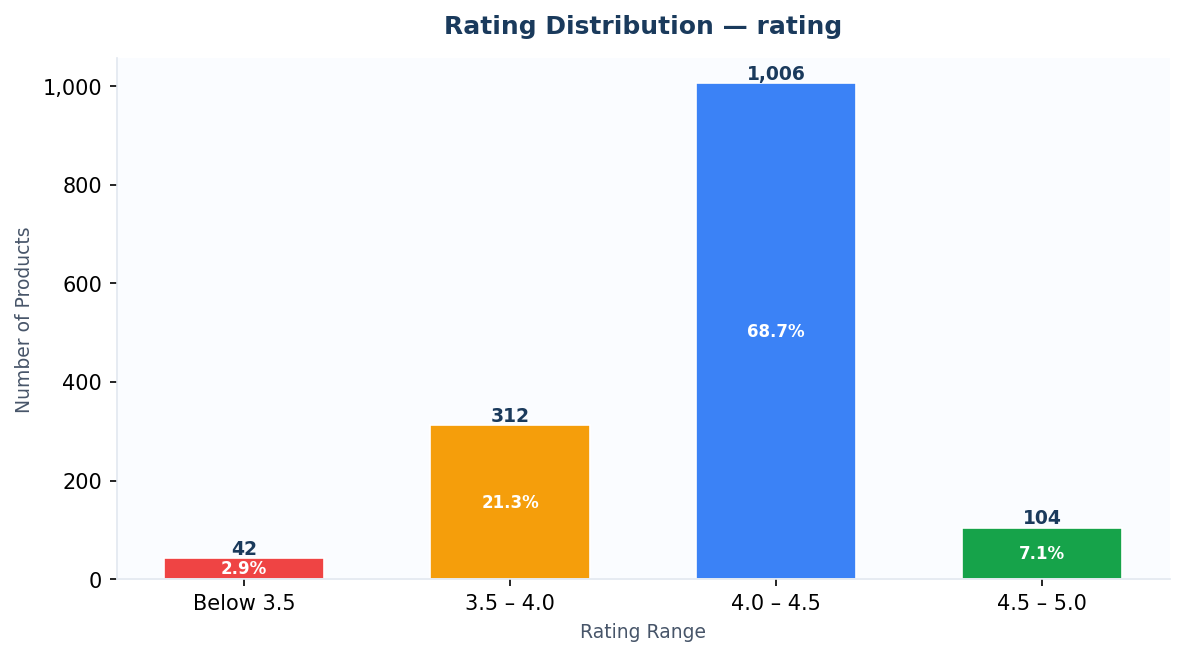 Rating Distribution — rating
Number of Products
1,000
800
600
400
200
0
42
2.9%
312
21.3%
1,006
68.7%
104
7.1%
Below 3.5
3.5 – 4.0
4.0 – 4.5
4.5 – 5.0
Rating Range